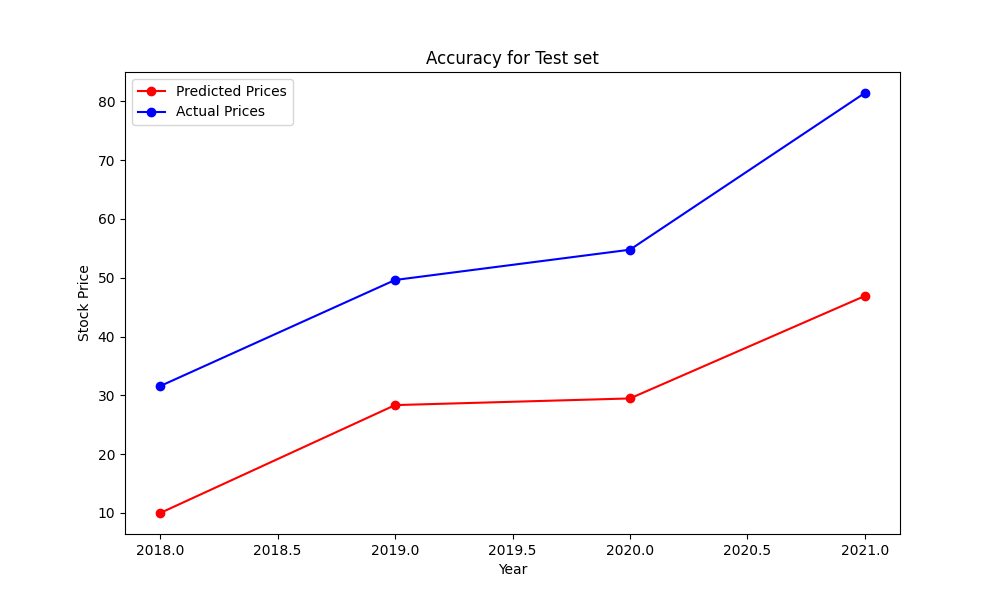 Accuracy for Test set
Predicted Prices
Actual Prices
80
70
60
50
40
30
20
10
Stock Price
2018.0 2018.5 2019.0 2019.5 2020.0 2020.5 2021.0
Year